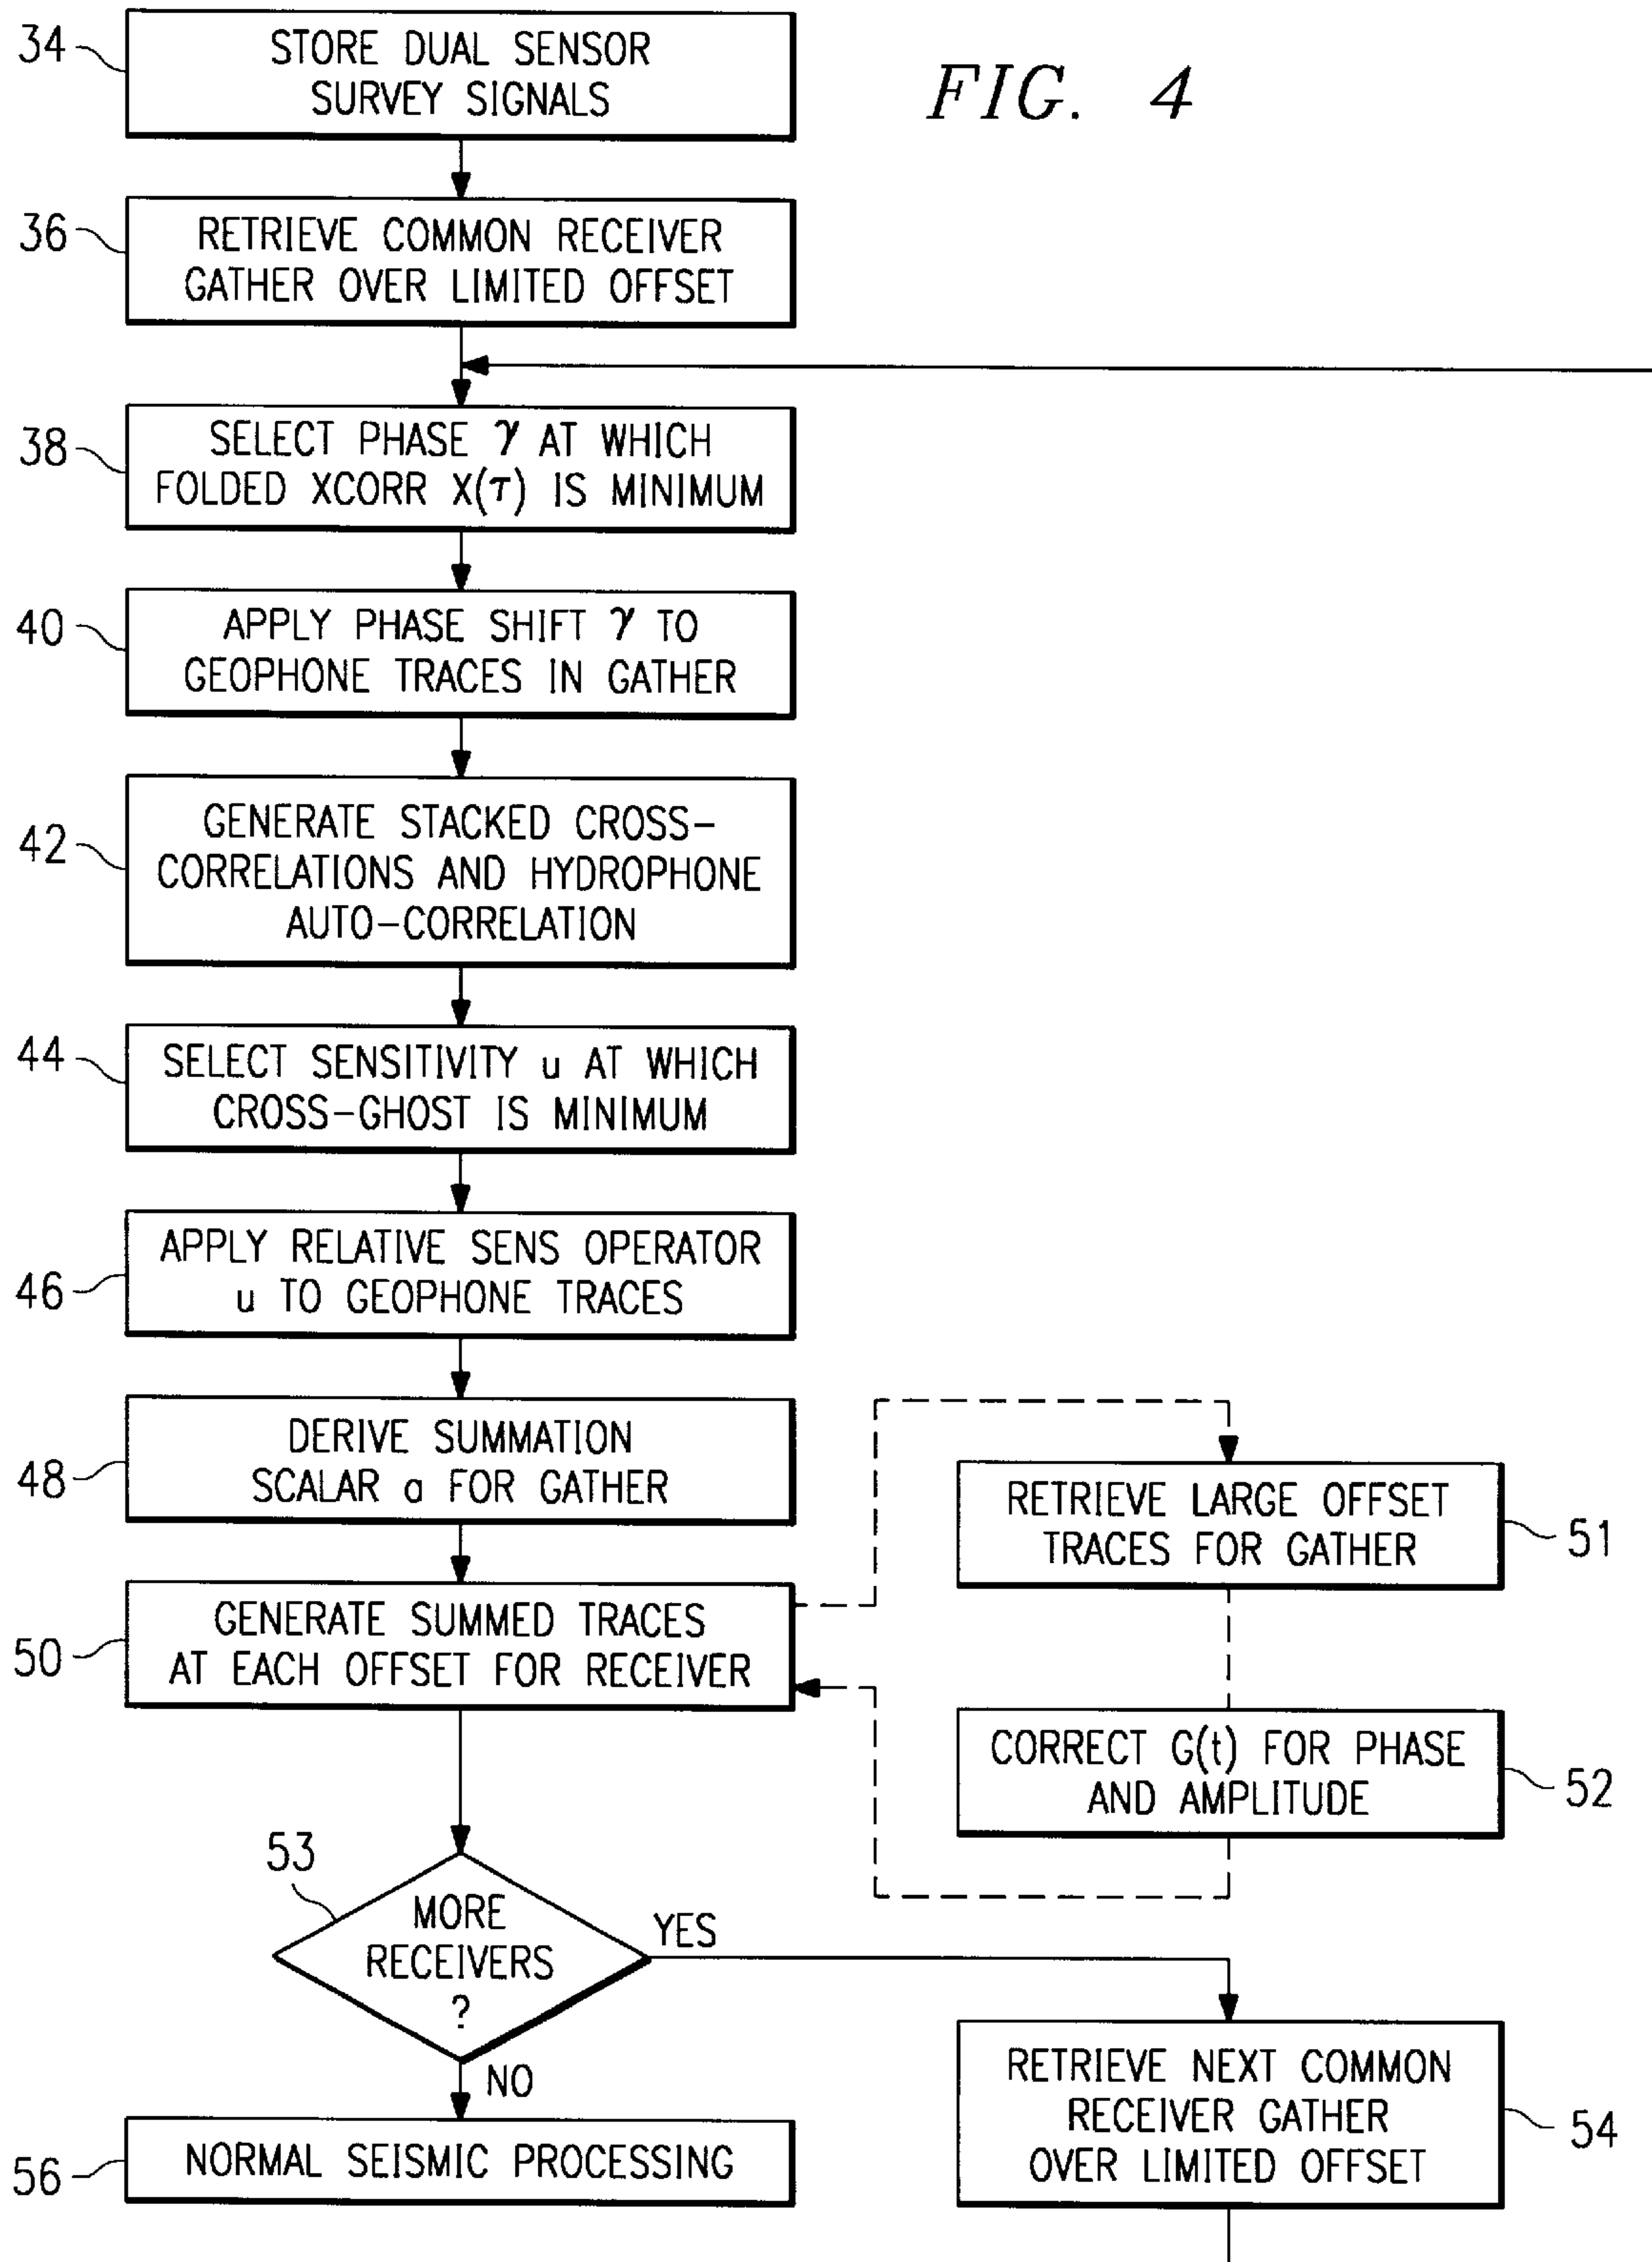 FIG. 4
34
STORE DUAL SENSOR
SURVEY SIGNALS
36
RETRIEVE COMMON RECEIVER
GATHER OVER LIMITED OFFSET
38
SELECT PHASE γ AT WHICH
FOLDED XCORR X(τ) IS MINIMUM
40
APPLY PHASE SHIFT γ TO
GEOPHONE TRACES IN GATHER
42
GENERATE STACKED CROSS-
CORRELATIONS AND HYDROPHONE
AUTO-CORRELATION
44
SELECT SENSITIVITY u AT WHICH
CROSS-GHOST IS MINIMUM
46
APPLY RELATIVE SENS OPERATOR
u TO GEOPHONE TRACES
48
DERIVE SUMMATION
SCALAR a FOR GATHER
50
GENERATE SUMMED TRACES
AT EACH OFFSET FOR RECEIVER
RETRIEVE LARGE OFFSET
TRACES FOR GATHER
51
CORRECT G(t) FOR PHASE
AND AMPLITUDE
52
53
MORE
RECEIVERS
?
YES
NO
RETRIEVE NEXT COMMON
RECEIVER GATHER
OVER LIMITED OFFSET
54
56
NORMAL SEISMIC PROCESSING